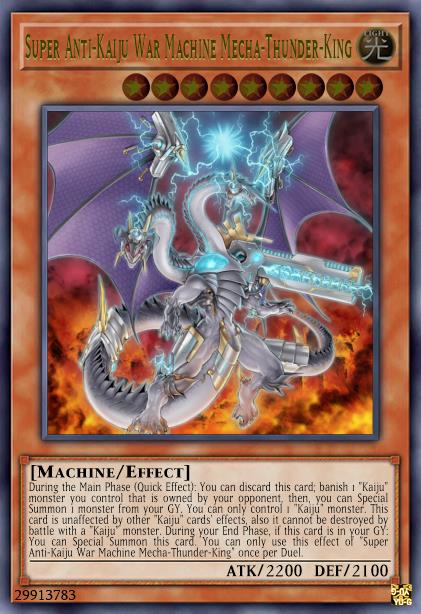 Super Anti-Kaiju War Machine Mecha-Thunder-King
LIGHT
光
[Machine/Effect]
During the Main Phase (Quick Effect): You can discard this card; banish 1 "Kaiju"
monster you control that is owned by your opponent, then, you can Special
Summon 1 monster from your GY. You can only control 1 "Kaiju" monster. This
card is unaffected by other "Kaiju" cards' effects, also it cannot be destroyed by
battle with a "Kaiju" monster. During your End Phase, if this card is in your GY:
You can Special Summon this card. You can only use this effect of "Super
Anti-Kaiju War Machine Mecha-Thunder-King" once per Duel.
ATK/2200 DEF/2100
29913783